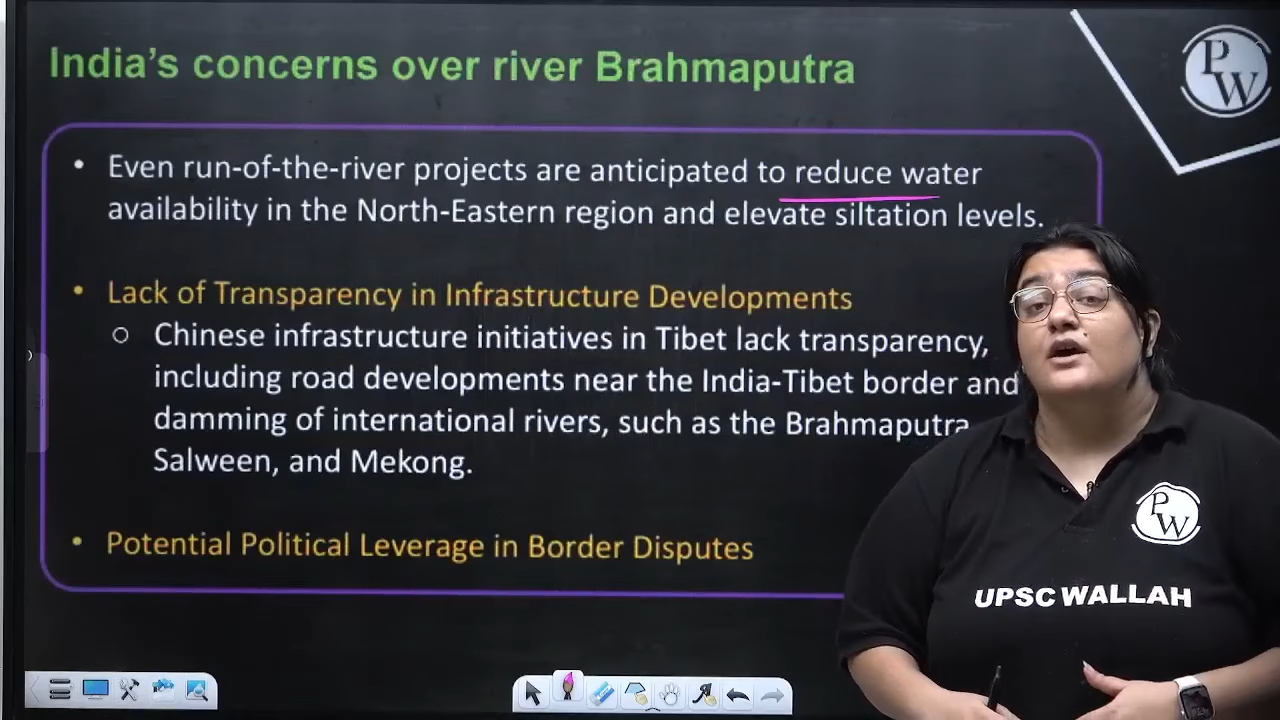 India's concerns over river Brahmaputra
PW
• Even run-of-the-river projects are anticipated to reduce water
availability in the North-Eastern region and elevate siltation levels.
• Lack of Transparency in Infrastructure Developments
○ Chinese infrastructure initiatives in Tibet lack transparency,
including road developments near the India-Tibet border and
damming of international rivers, such as the Brahmaputra
Salween, and Mekong.
• Potential Political Leverage in Border Disputes
PW
UPSC WALLAH